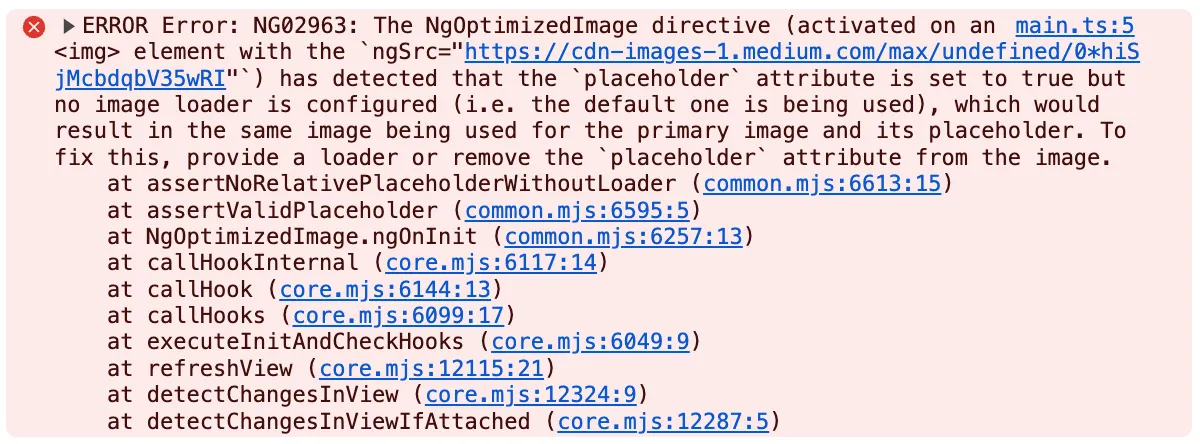 ERROR Error: NG02963: The NgOptimizedImage directive (activated on an main.ts:5
<img> element with the `ngSrc="https://cdn-images-1.medium.com/max/undefined/0*hiS
jMcbdqbV35wRI"`) has detected that the `placeholder` attribute is set to true but
no image loader is configured (i.e. the default one is being used), which would
result in the same image being used for the primary image and its placeholder. To
fix this, provide a loader or remove the `placeholder` attribute from the image.
at assertNoRelativePlaceholderWithoutLoader (common.mjs:6613:15)
at assertValidPlaceholder (common.mjs:6595:5)
at NgOptimizedImage.ngOnInit (common.mjs:6257:13)
at callHookInternal (core.mjs:6117:14)
at callHook (core.mjs:6144:13)
at callHooks (core.mjs:6099:17)
at executeInitAndCheckHooks (core.mjs:6049:9)
at refreshView (core.mjs:12115:21)
at detectChangesInView (core.mjs:12324:9)
at detectChangesInViewIfAttached (core.mjs:12287:5)